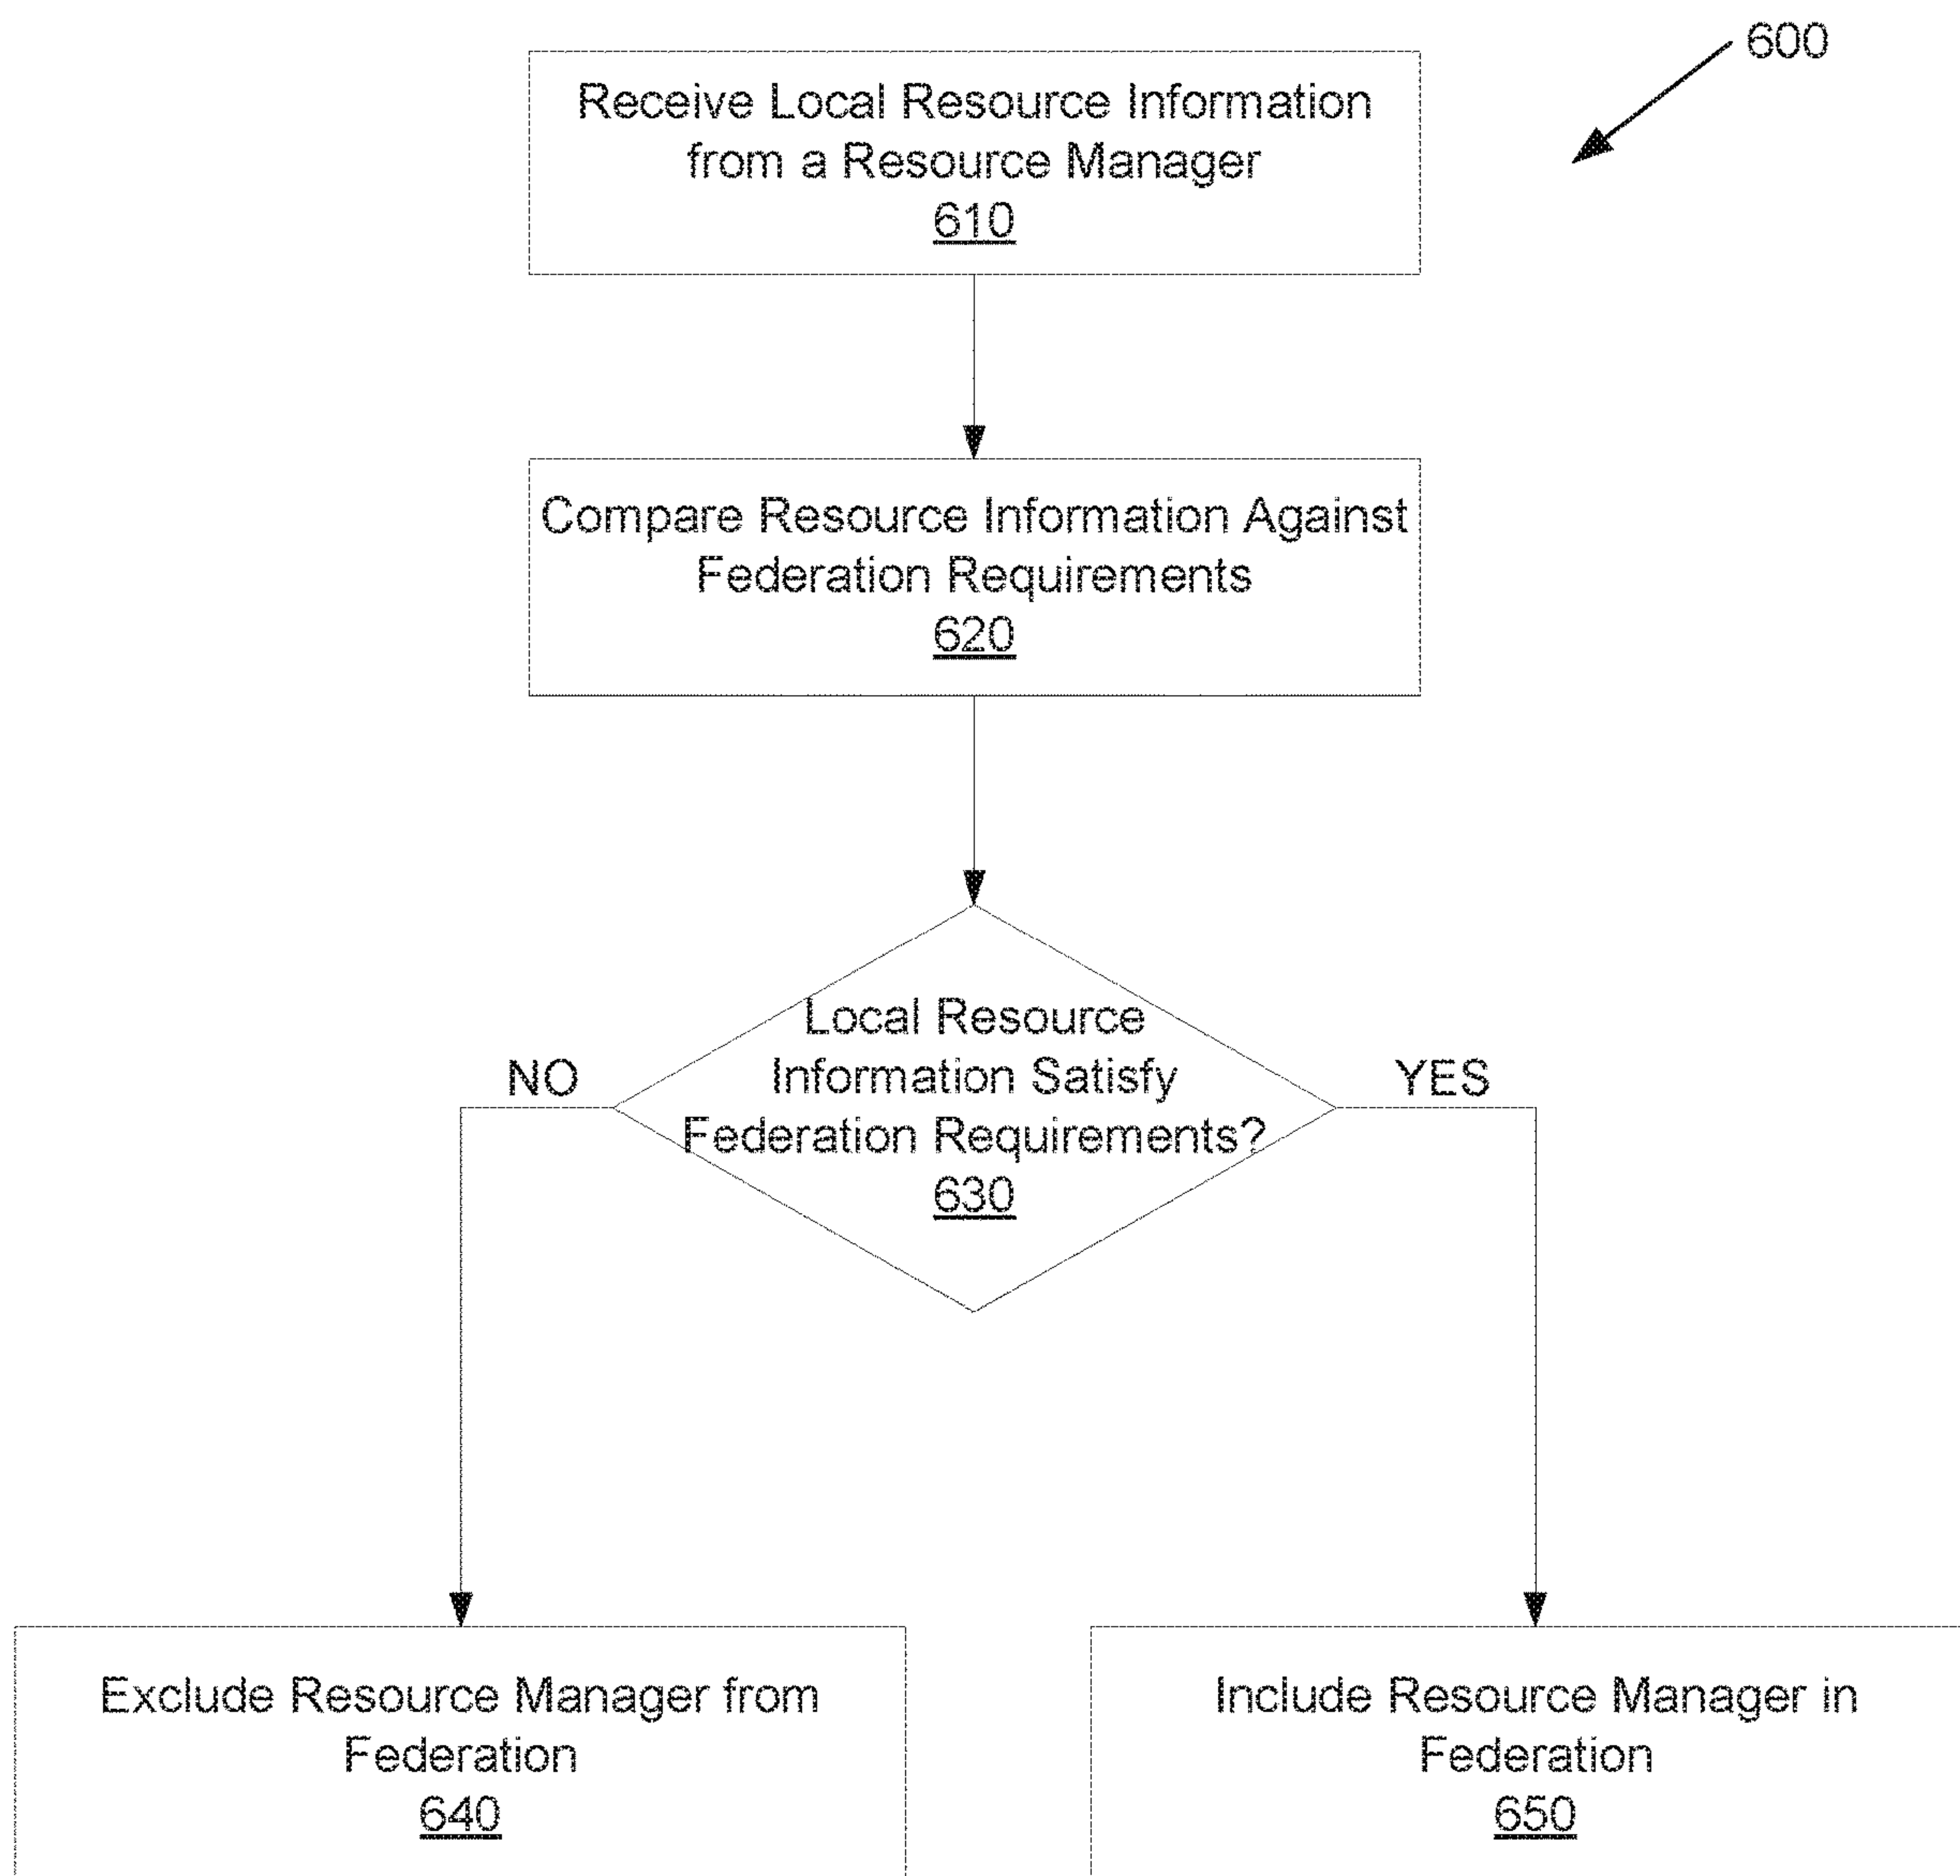 600
Receive Local Resource Information
from a Resource Manager
610
Compare Resource Information Against
Federation Requirements
620
Local Resource
Information Satisfy
Federation Requirements?
630
NO
YES
Exclude Resource Manager from
Federation
640
Include Resource Manager in
Federation
650